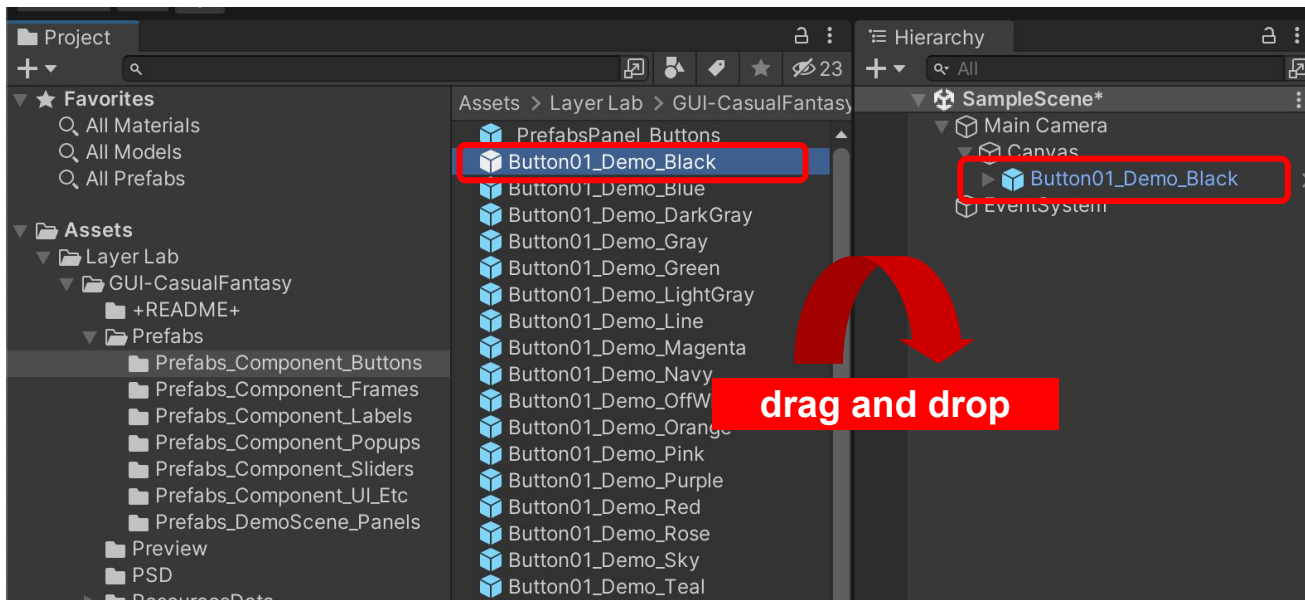 Project
Hierarchy
23
All
Favorites
All Materials
All Models
All Prefabs
Assets
Layer Lab
GUI-CasualFantasy
+README+
Prefabs
Prefabs_Component_Buttons
Prefabs_Component_Frames
Prefabs_Component_Labels
Prefabs_Component_Popups
Prefabs_Component_Sliders
Prefabs_Component_UI_Etc
Prefabs_DemoScene_Panels
Preview
PSD
ResourcesData
Assets > Layer Lab > GUI-CasualFantasy
PrefabsPanel_Buttons
Button01_Demo_Black
Button01_Demo_Blue
Button01_Demo_DarkGray
Button01_Demo_Gray
Button01_Demo_Green
Button01_Demo_LightGray
Button01_Demo_Line
Button01_Demo_Magenta
Button01_Demo_Navy
Button01_Demo_OffW
Button01_Demo_Orange
Button01_Demo_Pink
Button01_Demo_Purple
Button01_Demo_Red
Button01_Demo_Rose
Button01_Demo_Sky
Button01_Demo_Teal
SampleScene*
Main Camera
Canvas
Button01_Demo_Black
EventSystem
drag and drop